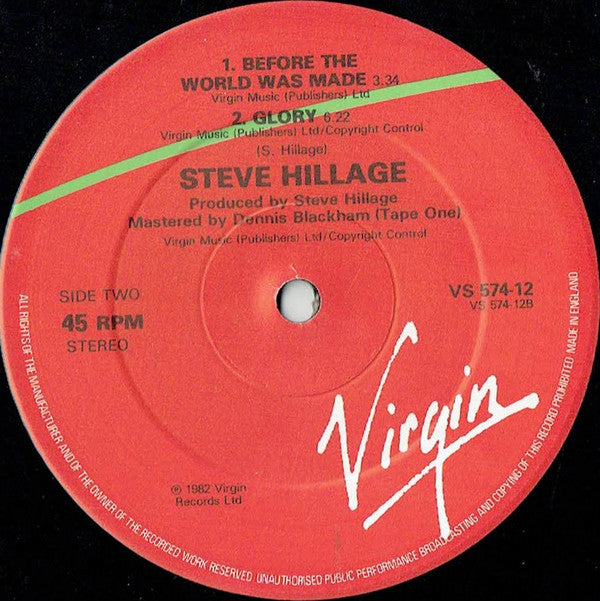 1. BEFORE THE
WORLD WAS MADE 3.34
Virgin Music (Publishers) Ltd
2. GLORY 6.22
Virgin Music (Publishers) Ltd/Copyright Control
(S. Hillage)
STEVE HILLAGE
Produced by Steve Hillage
Mastered by Dennis Blackham (Tape One)
Virgin Music (Publishers) Ltd/Copyright Control
SIDE TWO
45 RPM
STEREO
VS 574-12
VS 574-12B
Virgin
℗ 1982 Virgin
Records Ltd
ALL RIGHTS OF THE MANUFACTURER AND OF THE OWNER OF THE RECORDED WORK RESERVED. UNAUTHORISED PUBLIC PERFORMANCE BROADCASTING AND COPYING OF THIS RECORD PROHIBITED MADE IN ENGLAND